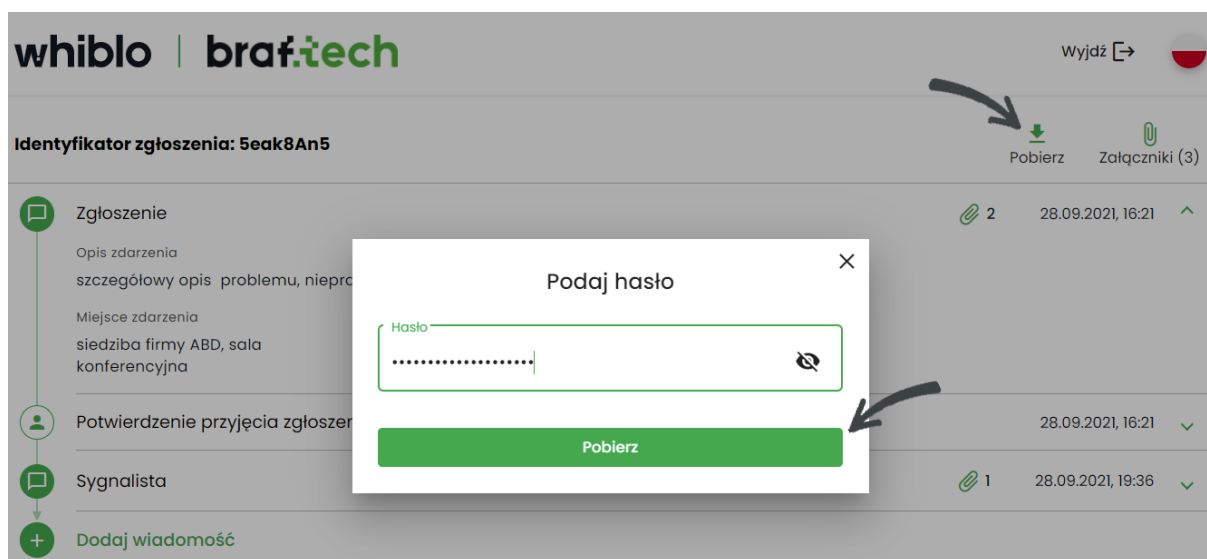 whiblo | braf.tech
Wyjdź
Identyfikator zgłoszenia: 5eak8An5
Pobierz
Załączniki (3)
Zgłoszenie
2
28.09.2021, 16:21
Opis zdarzenia
szczegółowy opis problemu,
Miejsce zdarzenia
siedziba firmy ABD, sala
konferencyjna
Podaj hasło
Hasło
••••••••••••••••••••
Pobierz
Potwierdzenie przyjęcia
28.09.2021, 16:21
Sygnalista
1
28.09.2021, 19:36
Dodaj wiadomość